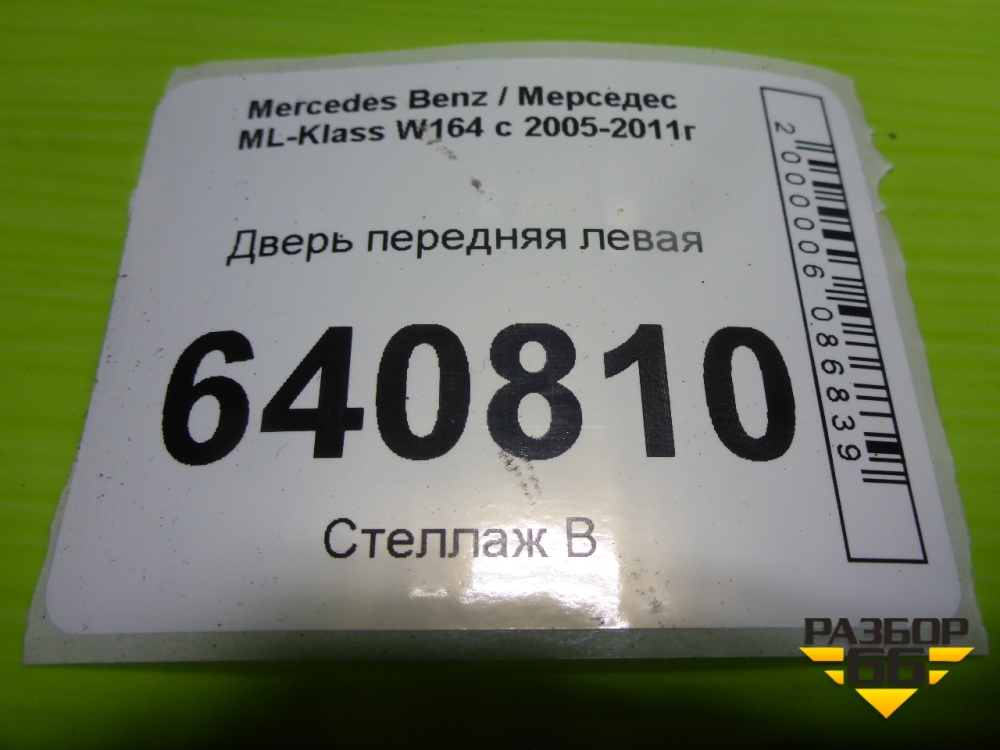 Mercedes Benz / Мерседес
ML-Klass W164 с 2005-2011г
Дверь передняя левая
640810
Стеллаж В
2000006086839
РАЗБОР
66